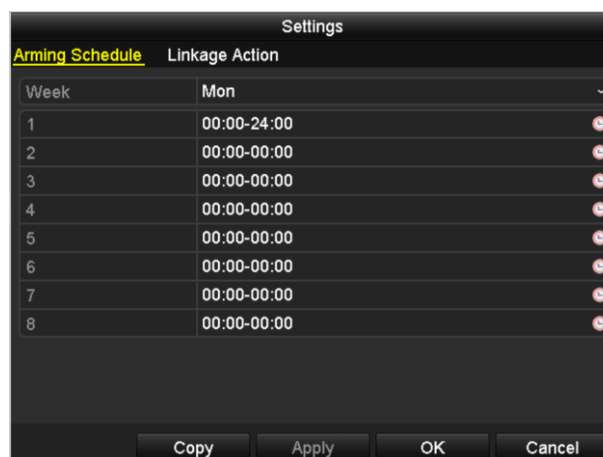 Settings
Arming Schedule Linkage Action
Week Mon
1 00:00-24:00
2 00:00-00:00
3 00:00-00:00
4 00:00-00:00
5 00:00-00:00
6 00:00-00:00
7 00:00-00:00
8 00:00-00:00
Copy Apply OK Cancel